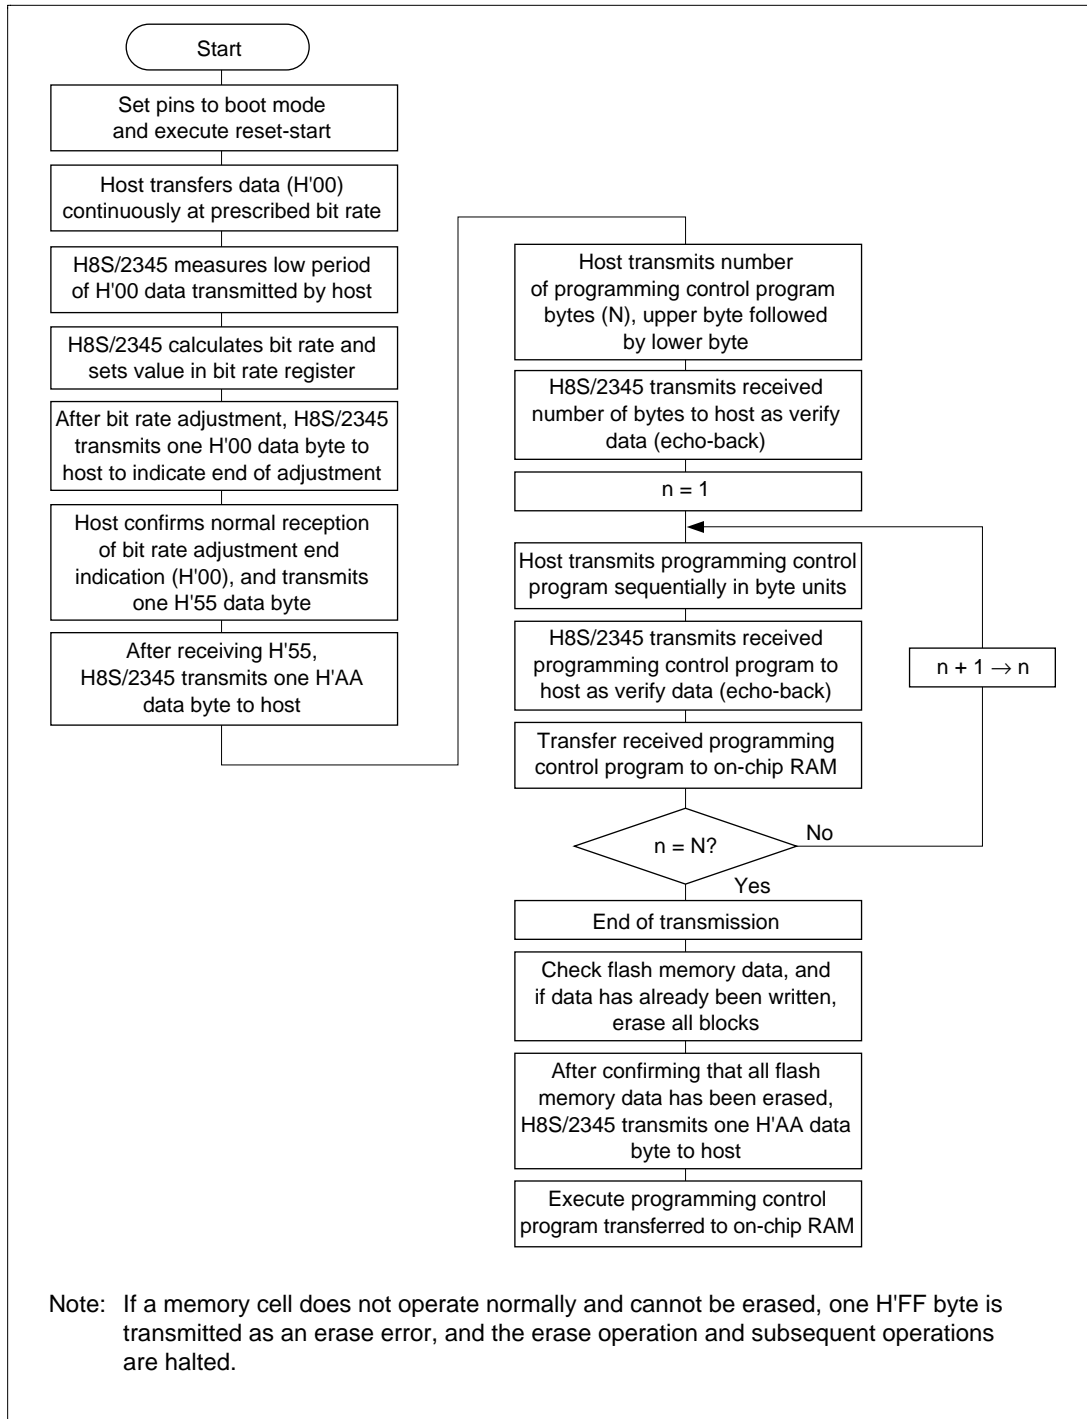 Start
Set pins to boot mode
and execute reset-start
Host transfers data (H'00)
continuously at prescribed bit rate
H8S/2345 measures low period
of H'00 data transmitted by host
H8S/2345 calculates bit rate and
sets value in bit rate register
After bit rate adjustment, H8S/2345
transmits one H'00 data byte to
host to indicate end of adjustment
Host confirms normal reception
of bit rate adjustment end
indication (H'00), and transmits
one H'55 data byte
After receiving H'55,
H8S/2345 transmits one H'AA
data byte to host
Host transmits number
of programming control program
bytes (N), upper byte followed
by lower byte
H8S/2345 transmits received
number of bytes to host as verify
data (echo-back)
n = 1
Host transmits programming control
program sequentially in byte units
H8S/2345 transmits received
programming control program to
host as verify data (echo-back)
n + 1 → n
Transfer received programming
control program to on-chip RAM
n = N?
No
Yes
End of transmission
Check flash memory data, and
if data has already been written,
erase all blocks
After confirming that all flash
memory data has been erased,
H8S/2345 transmits one H'AA data
byte to host
Execute programming control
program transferred to on-chip RAM
Note: If a memory cell does not operate normally and cannot be erased, one H'FF byte is
transmitted as an erase error, and the erase operation and subsequent operations
are halted.